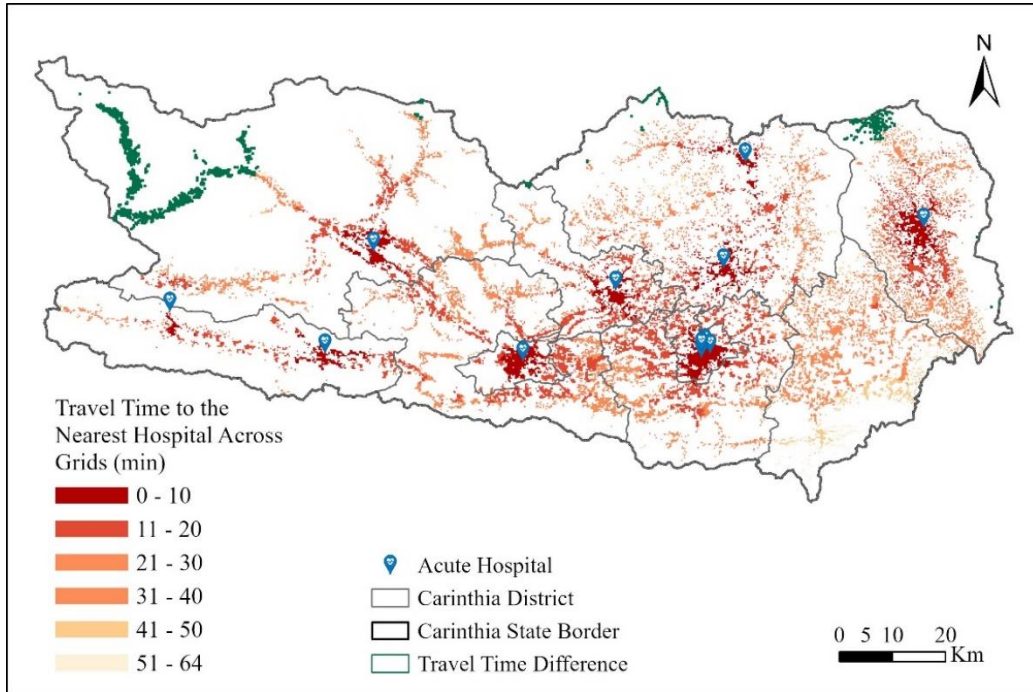 N
Travel Time to the
Nearest Hospital Across
Grids (min)
0 - 10
11 - 20
21 - 30
31 - 40
41 - 50
51 - 64
Acute Hospital
Carinthia District
Carinthia State Border
Travel Time Difference
0 5 10 20
Km